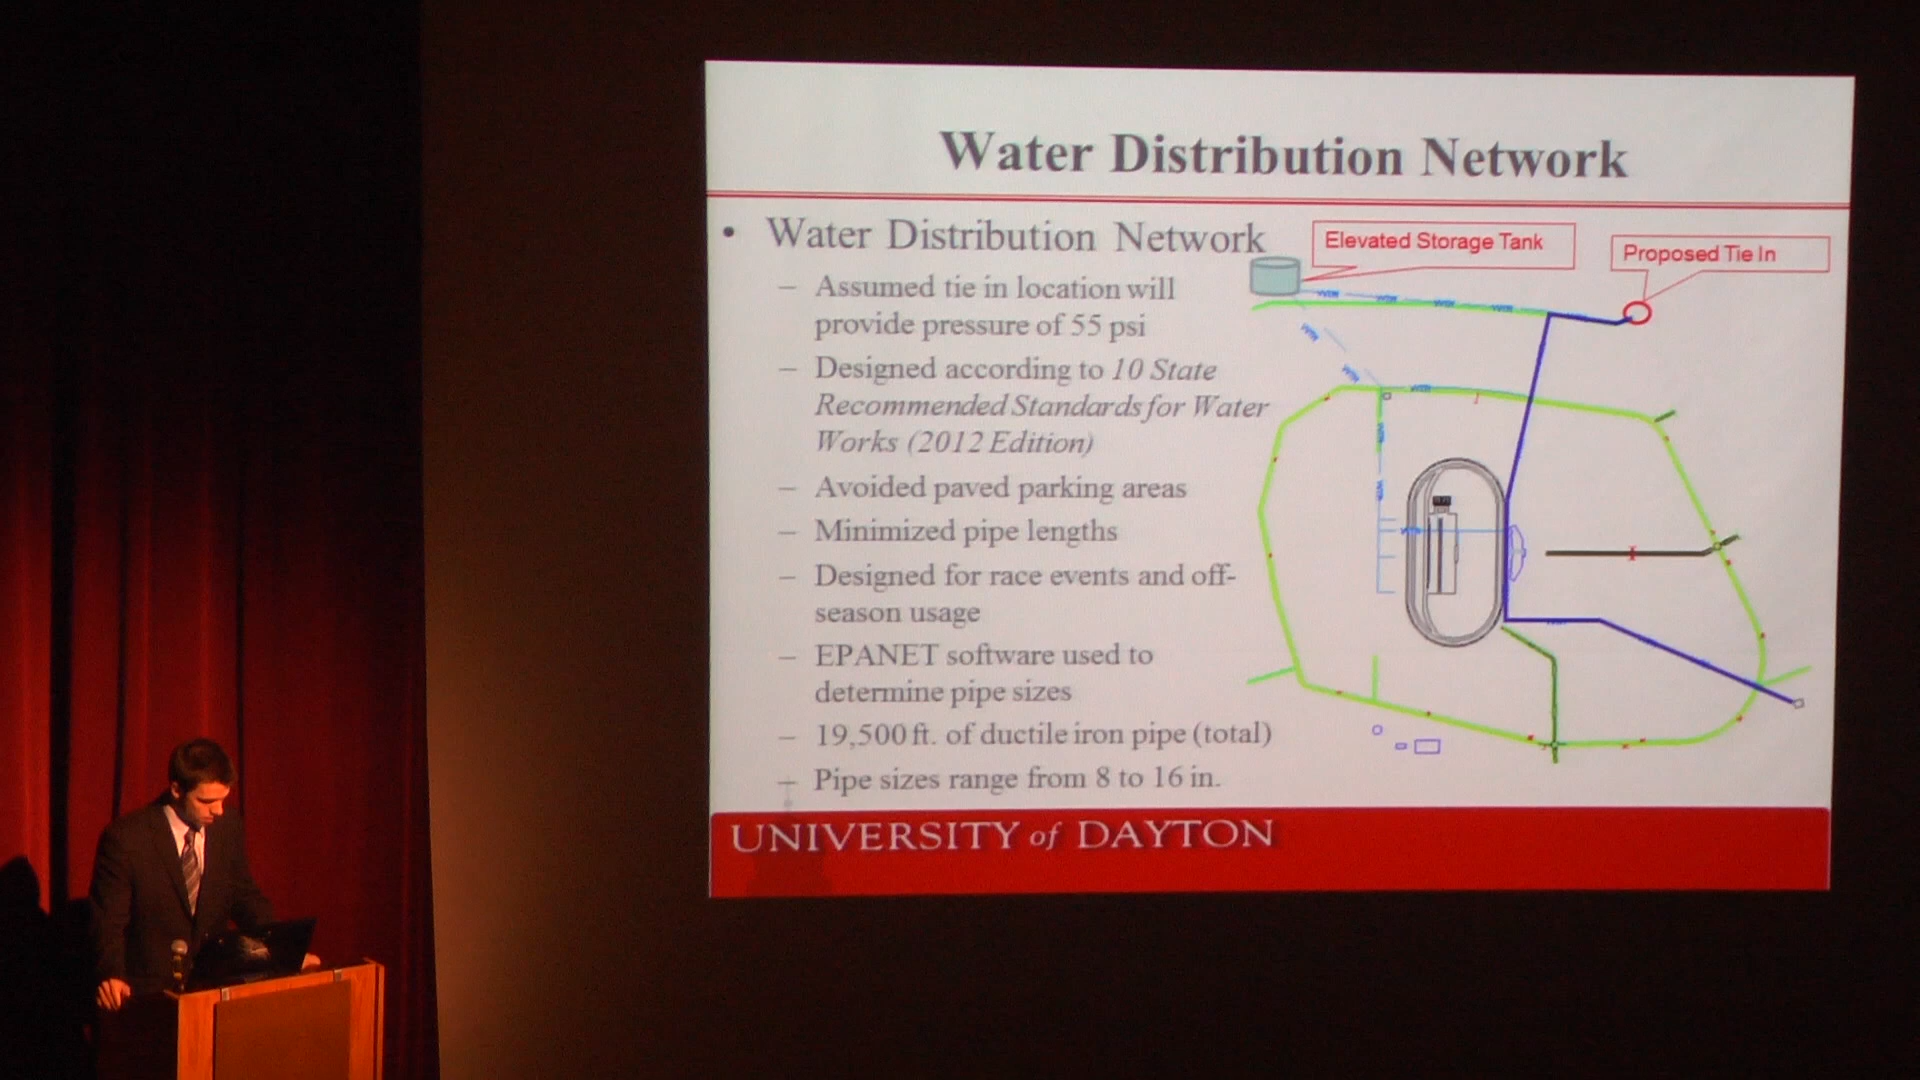 Water Distribution Network
• Water Distribution Network
Elevated Storage Tank
Proposed Tie In
– Assumed tie in location will
provide pressure of 55 psi
– Designed according to 10 State
Recommended Standards for Water
Works (2012 Edition)
– Avoided paved parking areas
– Minimized pipe lengths
– Designed for race events and off-
season usage
– EPANET software used to
determine pipe sizes
– 19,500 ft. of ductile iron pipe (total)
– Pipe sizes range from 8 to 16 in.
UNIVERSITY of DAYTON